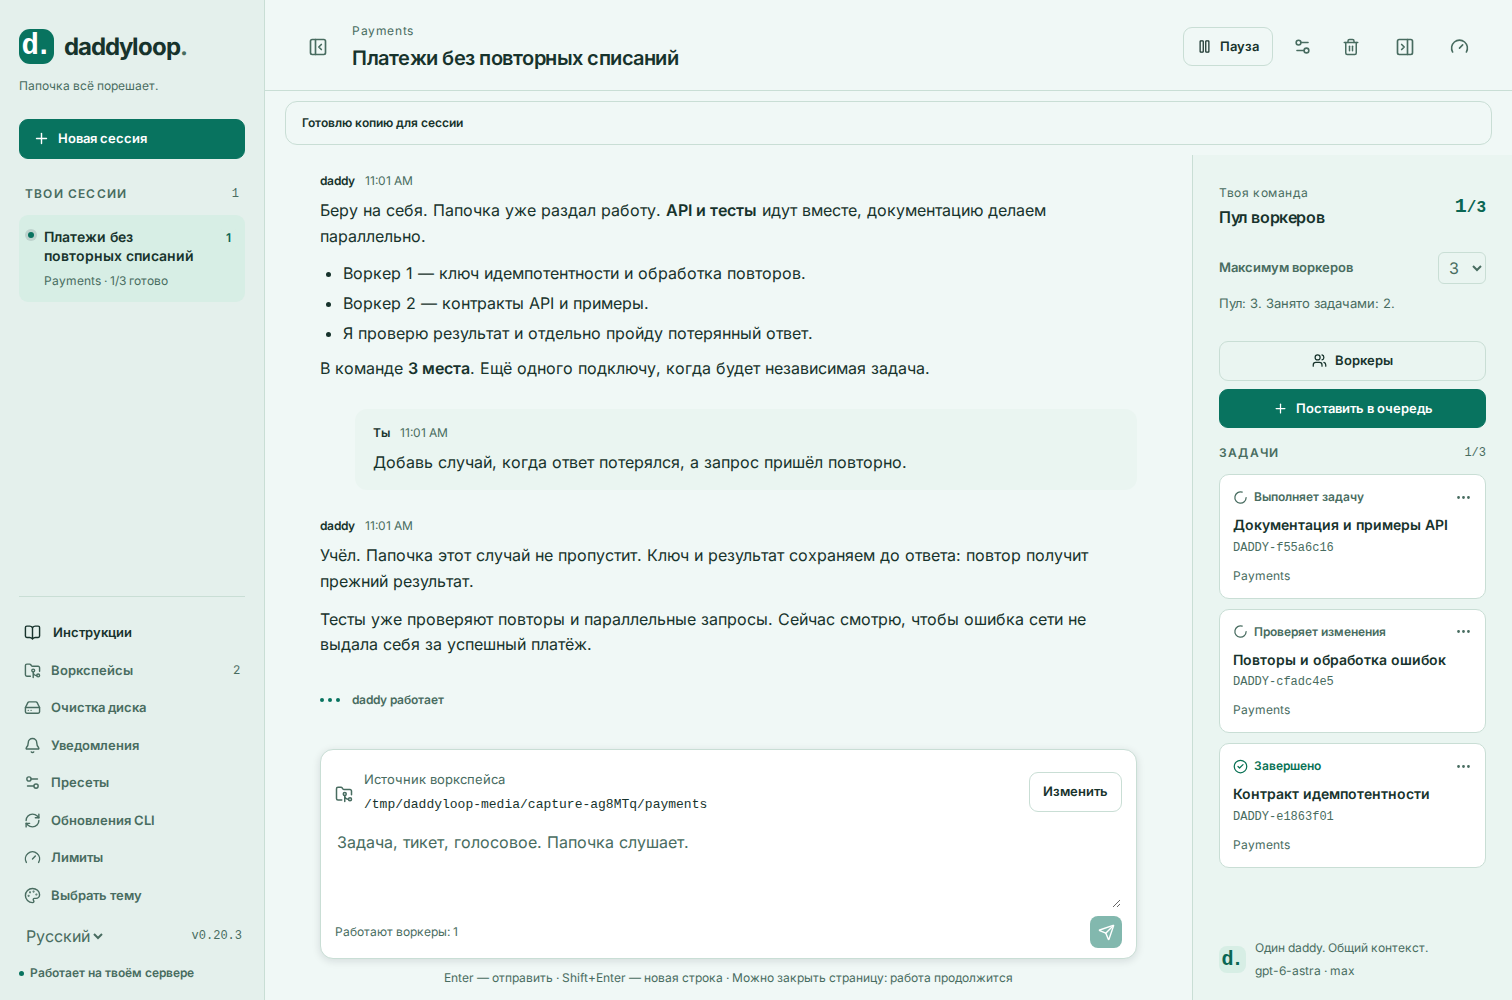 d. daddyloop.
Папочка всё порешает.
Новая сессия
ТВОИ СЕССИИ 1
Платежи без 1
повторных списаний
Payments · 1/3 готово
Инструкции
Воркспейсы 2
Очистка диска
Уведомления
Пресеты
Обновления CLI
Лимиты
Выбрать тему
Русский v0.20.3
Работает на твоём сервере
Payments
Платежи без повторных списаний
Пауза
Готовлю копию для сессии
daddy 11:01 AM
Беру на себя. Папочка уже раздал работу. API и тесты идут вместе, документацию делаем
параллельно.
• Воркер 1 — ключ идемпотентности и обработка повторов.
• Воркер 2 — контракты API и примеры.
• Я проверю результат и отдельно пройду потерянный ответ.
В команде 3 места. Ещё одного подключу, когда будет независимая задача.
Ты 11:01 AM
Добавь случай, когда ответ потерялся, а запрос пришёл повторно.
daddy 11:01 AM
Учёл. Папочка этот случай не пропустит. Ключ и результат сохраняем до ответа: повтор получит
прежний результат.
Тесты уже проверяют повторы и параллельные запросы. Сейчас смотрю, чтобы ошибка сети не
выдала себя за успешный платёж.
daddy работает
Источник воркспейса
/tmp/daddyloop-media/capture-ag8MTq/payments
Изменить
Задача, тикет, голосовое. Папочка слушает.
Работают воркеры: 1
Enter — отправить · Shift+Enter — новая строка · Можно закрыть страницу: работа продолжится
Твоя команда
Пул воркеров 1/3
Максимум воркеров 3
Пул: 3. Занято задачами: 2.
Воркеры
Поставить в очередь
ЗАДАЧИ 1/3
Выполняет задачу
Документация и примеры API
DADDY-f55a6c16
Payments
Проверяет изменения
Повторы и обработка ошибок
DADDY-cfadc4e5
Payments
Завершено
Контракт идемпотентности
DADDY-e1863f01
Payments
d. Один daddy. Общий контекст.
gpt-6-astra · max